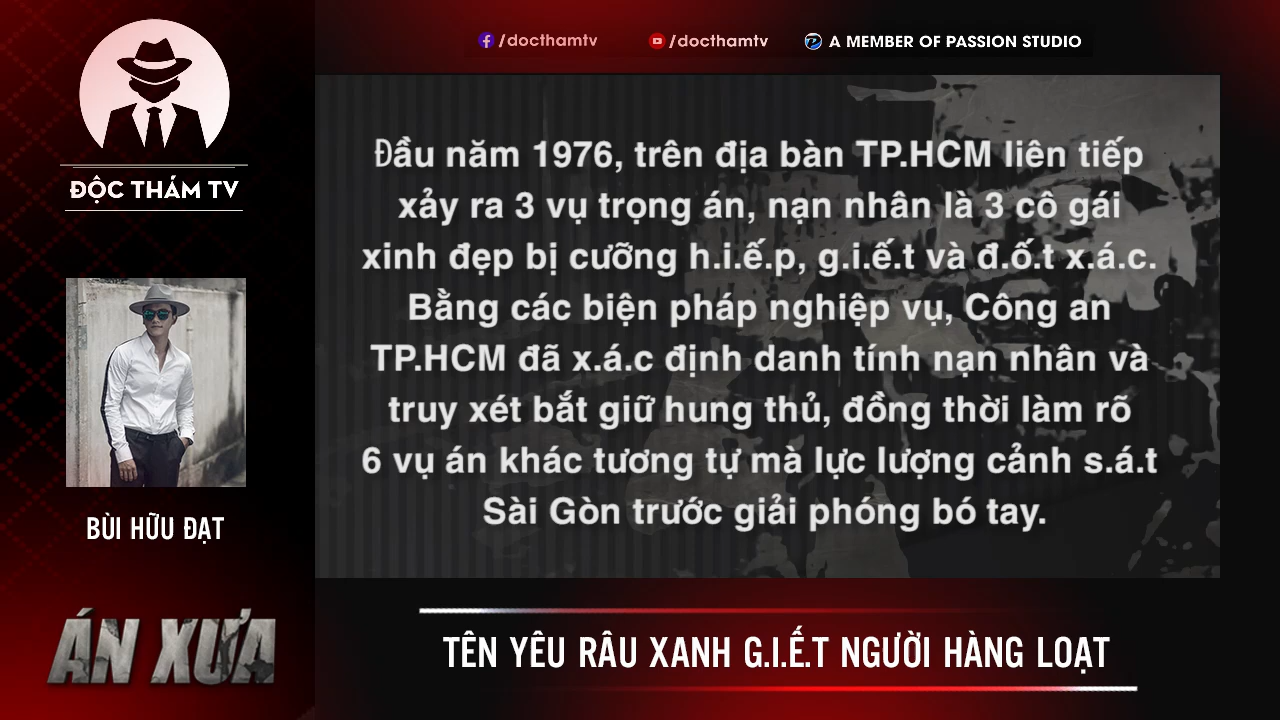 /docthamtv
/docthamtv
A MEMBER OF PASSION STUDIO
ĐỘC THÁM TV
Đầu năm 1976, trên địa bàn TP.HCM liên tiếp
xảy ra 3 vụ trọng án, nạn nhân là 3 cô gái
xinh đẹp bị cưỡng h.i.ế.p, g.i.ế.t và đ.ố.t x.á.c.
Bằng các biện pháp nghiệp vụ, Công an
TP.HCM đã x.á.c định danh tính nạn nhân và
truy xét bắt giữ hung thủ, đồng thời làm rõ
6 vụ án khác tương tự mà lực lượng cảnh s.á.t
Sài Gòn trước giải phóng bó tay.
BÙI HỮU ĐẠT
ÁN XƯA
TÊN YÊU RÂU XANH G.I.Ế.T NGƯỜI HÀNG LOẠT